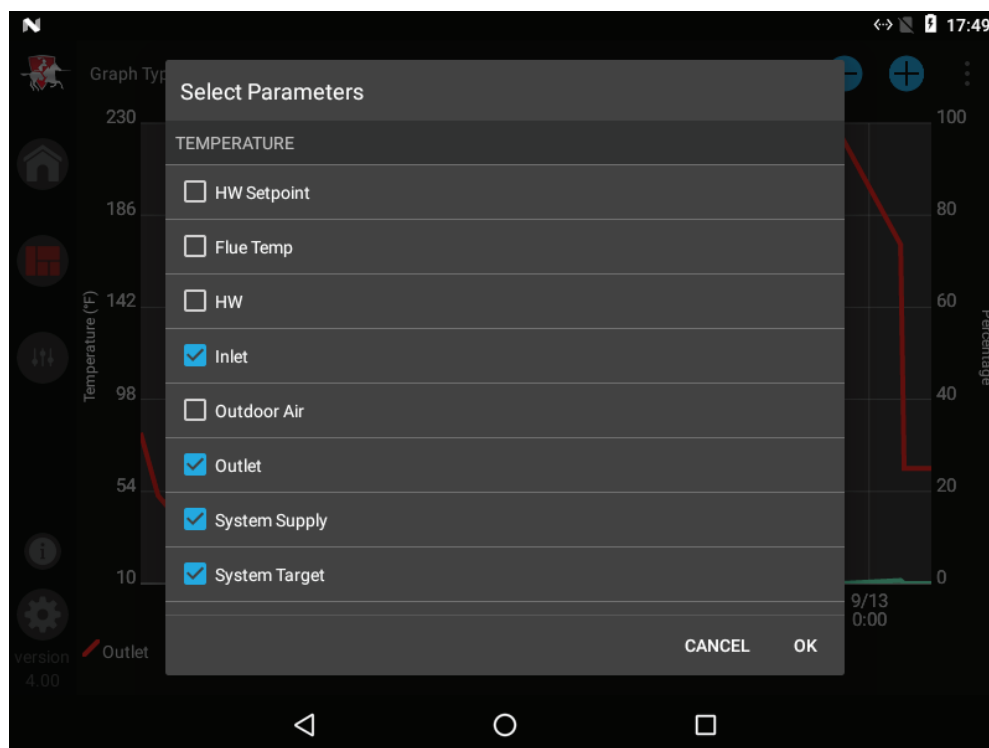 17:49
Graph Typ
Select Parameters
TEMPERATURE
HW Setpoint
Flue Temp
HW
Inlet
Outdoor Air
Outlet
System Supply
System Target
CANCEL OK
230
186
142
98
54
10
Temperature (°F)
100
80
60
40
20
0
Percentage
9/13
0:00
Outlet
version
4.00